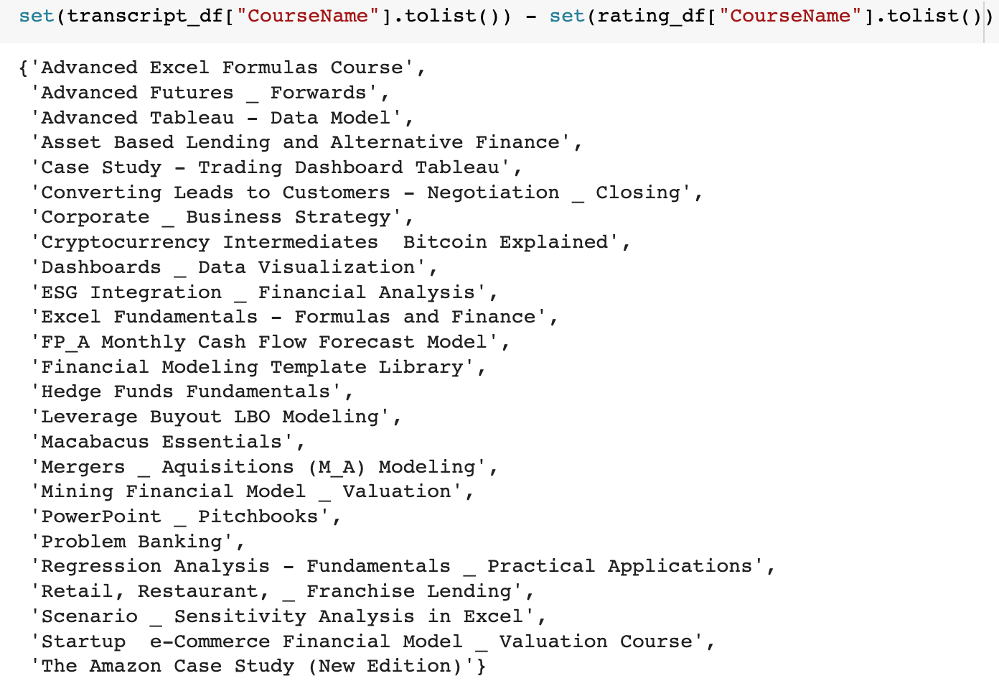 set(transcript_df["CourseName"].tolist()) - set(rating_df["CourseName"].tolist())
{'Advanced Excel Formulas Course',
 'Advanced Futures _ Forwards',
 'Advanced Tableau - Data Model',
 'Asset Based Lending and Alternative Finance',
 'Case Study - Trading Dashboard Tableau',
 'Converting Leads to Customers - Negotiation _ Closing',
 'Corporate _ Business Strategy',
 'Cryptocurrency Intermediates  Bitcoin Explained',
 'Dashboards _ Data Visualization',
 'ESG Integration _ Financial Analysis',
 'Excel Fundamentals - Formulas and Finance',
 'FP_A Monthly Cash Flow Forecast Model',
 'Financial Modeling Template Library',
 'Hedge Funds Fundamentals',
 'Leverage Buyout LBO Modeling',
 'Macabacus Essentials',
 'Mergers _ Aquisitions (M_A) Modeling',
 'Mining Financial Model _ Valuation',
 'PowerPoint _ Pitchbooks',
 'Problem Banking',
 'Regression Analysis - Fundamentals _ Practical Applications',
 'Retail, Restaurant, _ Franchise Lending',
 'Scenario _ Sensitivity Analysis in Excel',
 'Startup  e-Commerce Financial Model _ Valuation Course',
 'The Amazon Case Study (New Edition)'}